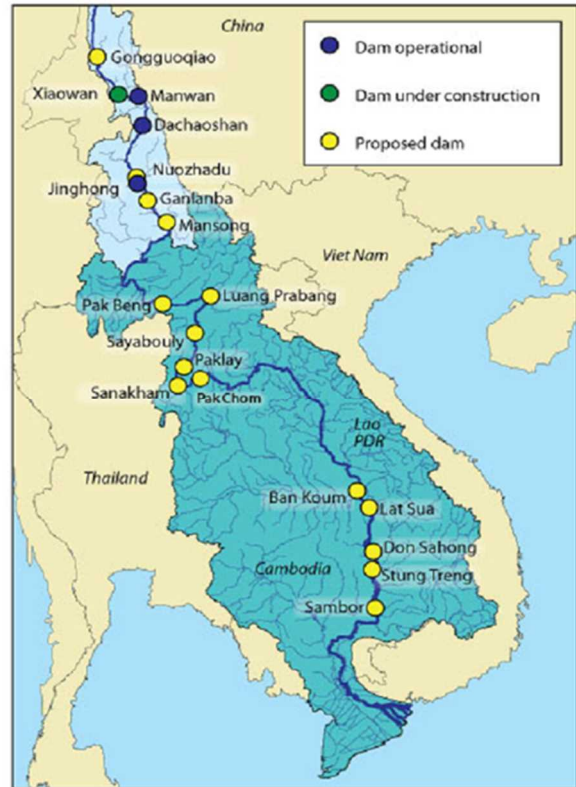 China
Dam operational
Dam under construction
Proposed dam
Gongguoqiao
Xiaowan
Manwan
Dachaoshan
Nuozhadu
Jinghong
Ganlanba
Mansong
Viet Nam
Pak Beng
Luang Prabang
Sayabouly
Paklay
Sanakham
Pak Chom
Lao
PDR
Thailand
Ban Koum
Lat Sua
Don Sahong
Cambodia
Stung Treng
Sambor